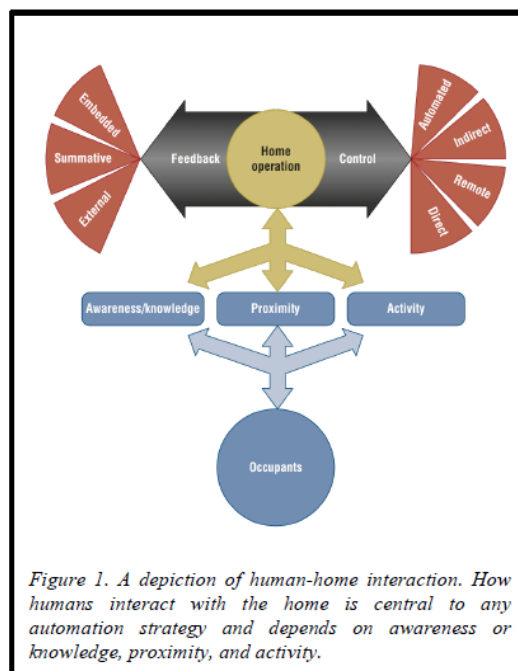 Embedded
Summative
External
Feedback
Home
operation
Control
Automated
Indirect
Remote
Direct
Awareness/knowledge
Proximity
Activity
Occupants
Figure 1. A depiction of human-home interaction. How
humans interact with the home is central to any
automation strategy and depends on awareness or
knowledge, proximity, and activity.